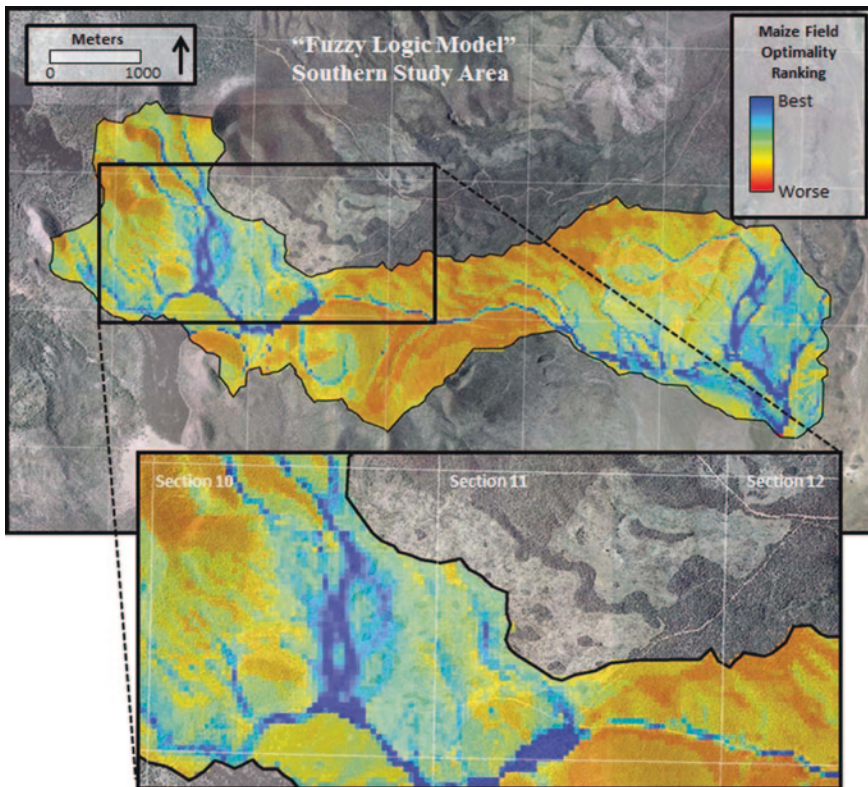 Meters
0 1000
“Fuzzy Logic Model”
Southern Study Area
Maize Field
Optimality
Ranking
Best
Worse
Section 10
Section 11
Section 12